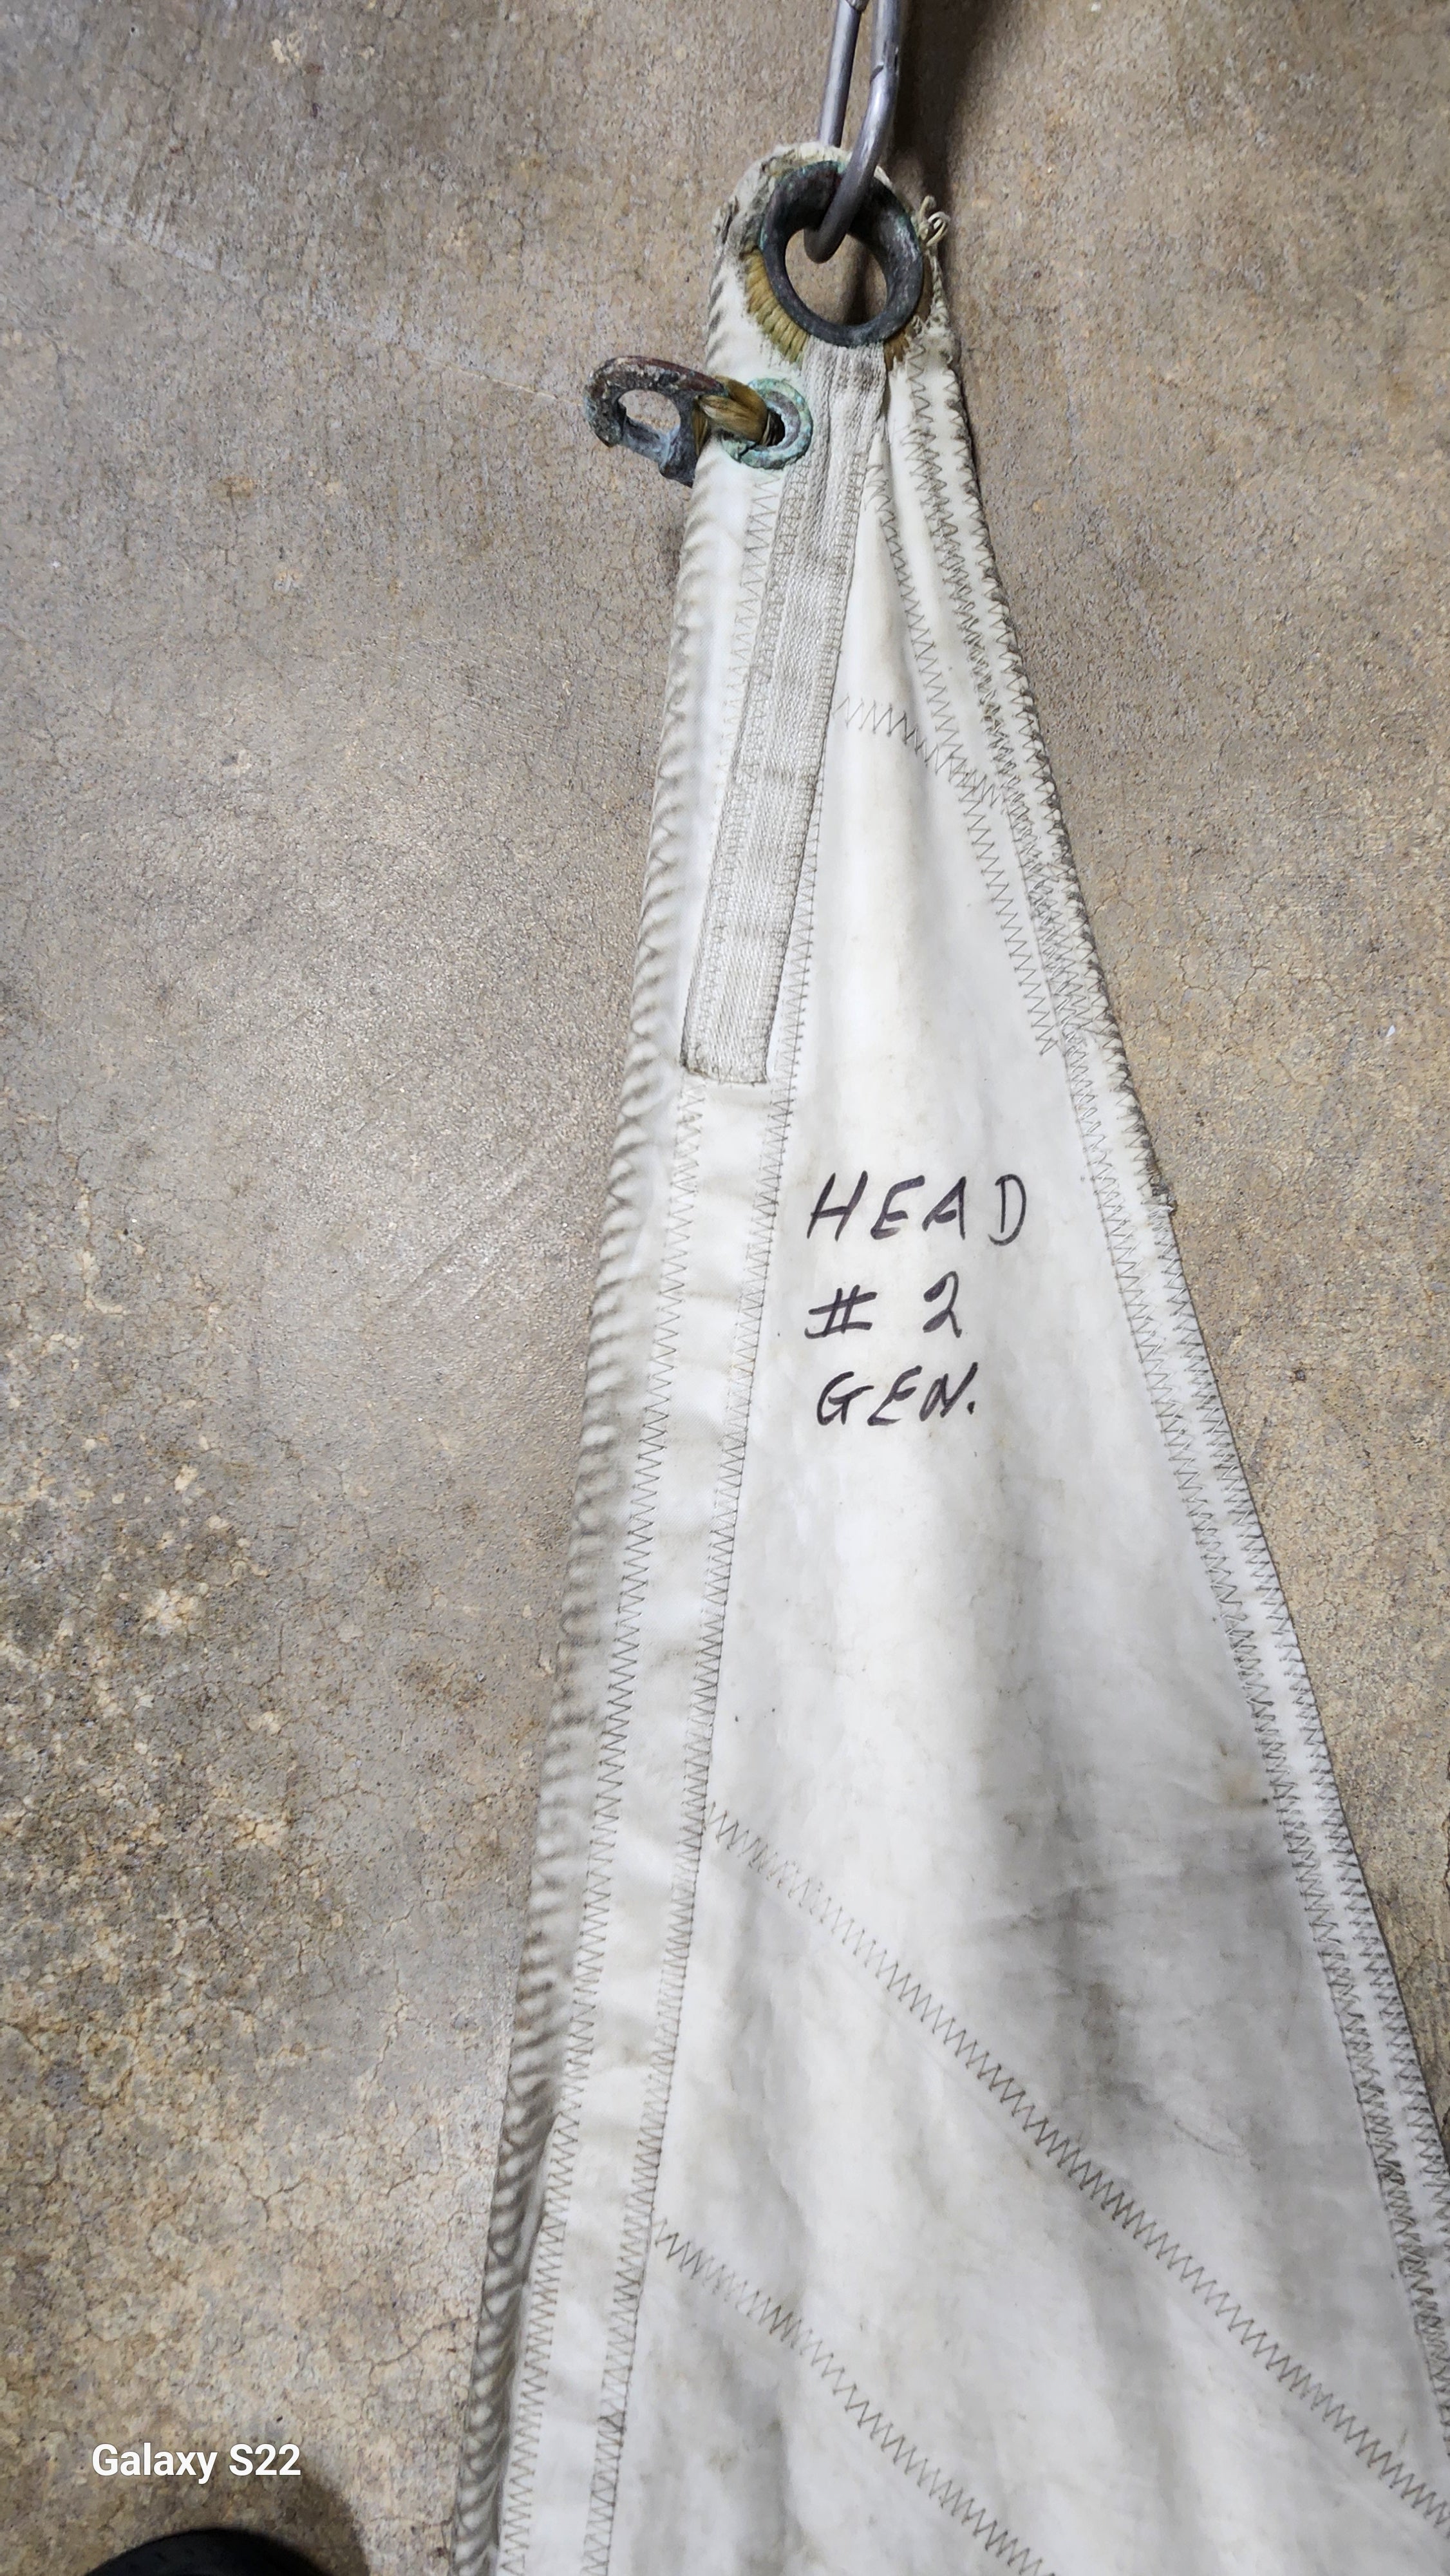 HEAD
# 2
GEN.
Galaxy S22